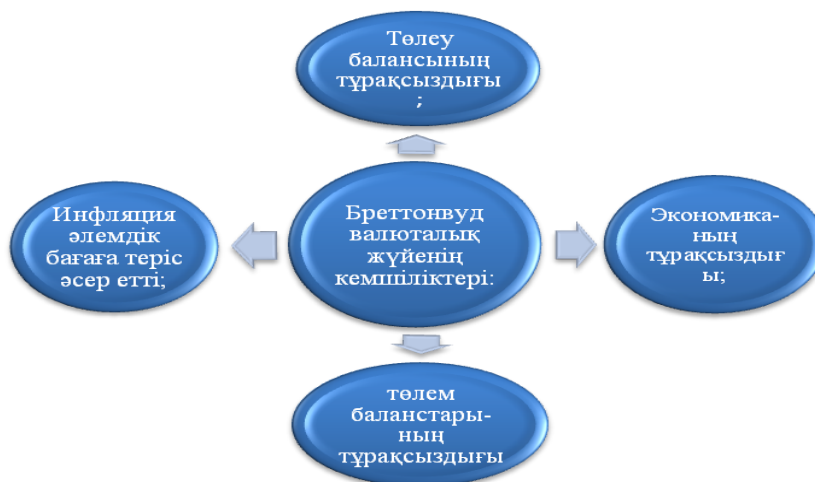 Төлеу
балансының
тұрақсыздығы
;
Инфляция
әлемдік
бағаға теріс
әсер етті;
Бреттонвуд
валюталық
жүйенің
кемшіліктері:
Экономика-
ның
тұрақсыздығ
ы;
төлем
баланстары-
ның
тұрақсыздығы